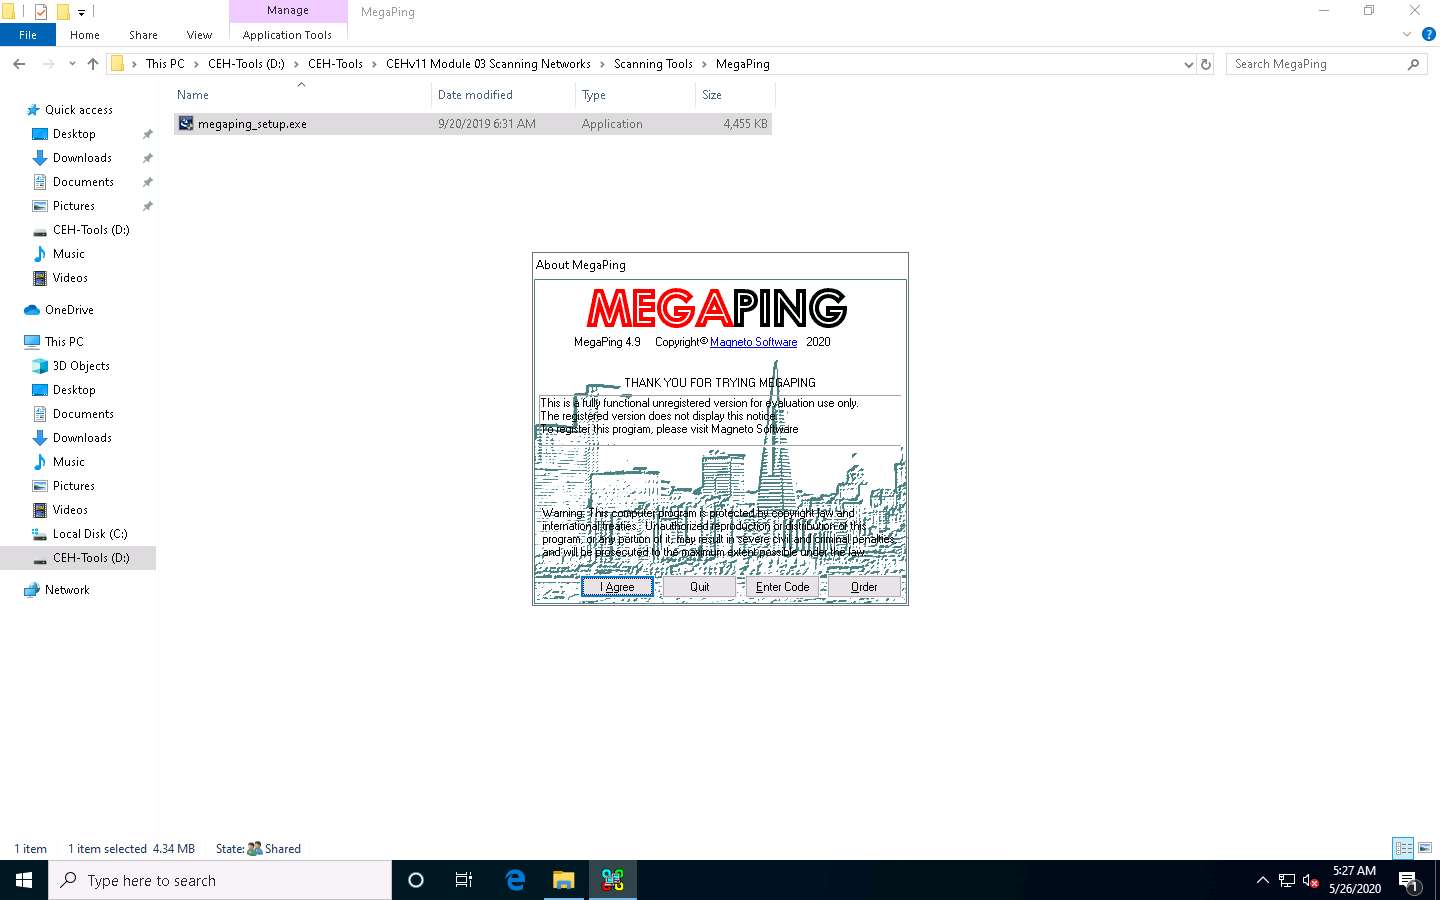 Manage
MegaPing
File
Home
Share
View
Application Tools
This PC
CEH-Tools (D:)
CEH-Tools
CEHv11 Module 03 Scanning Networks
Scanning Tools
MegaPing
Search MegaPing
Name
Date modified
Type
Size
megaping_setup.exe
9/20/2019 6:31 AM
Application
4,455 KB
Quick access
Desktop
Downloads
Documents
Pictures
CEH-Tools (D:)
Music
Videos
OneDrive
This PC
3D Objects
Desktop
Documents
Downloads
Music
Pictures
Videos
Local Disk (C:)
CEH-Tools (D:)
Network
About MegaPing
MEGAPING
MegaPing 4.9 Copyright© Magneto Software 2020
THANK YOU FOR TRYING MEGAPING
This is a fully functional unregistered version for evaluation use only.
The registered version does not display this notice.
To register this program, please visit Magneto Software
Warning: This computer program is protected by copyright law and
international treaties. Unauthorized reproduction or distribution of this
program, or any portion of it, may result in severe civil and criminal penalties,
and will be prosecuted to the maximum extent possible under the law.
I Agree
Quit
Enter Code
Order
1 item
1 item selected 4.34 MB
State: Shared
Type here to search
5:27 AM
5/26/2020
1